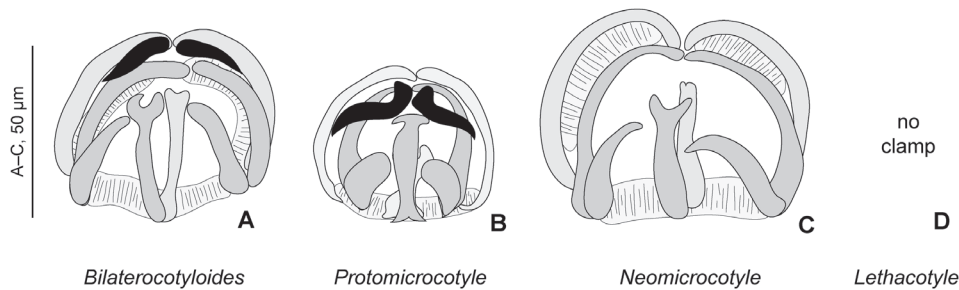 A–C, 50 µm
A
B
C
no
clamp
D
Bilaterocotyloides
Protomicrocotyle
Neomicrocotyle
Lethacotyle